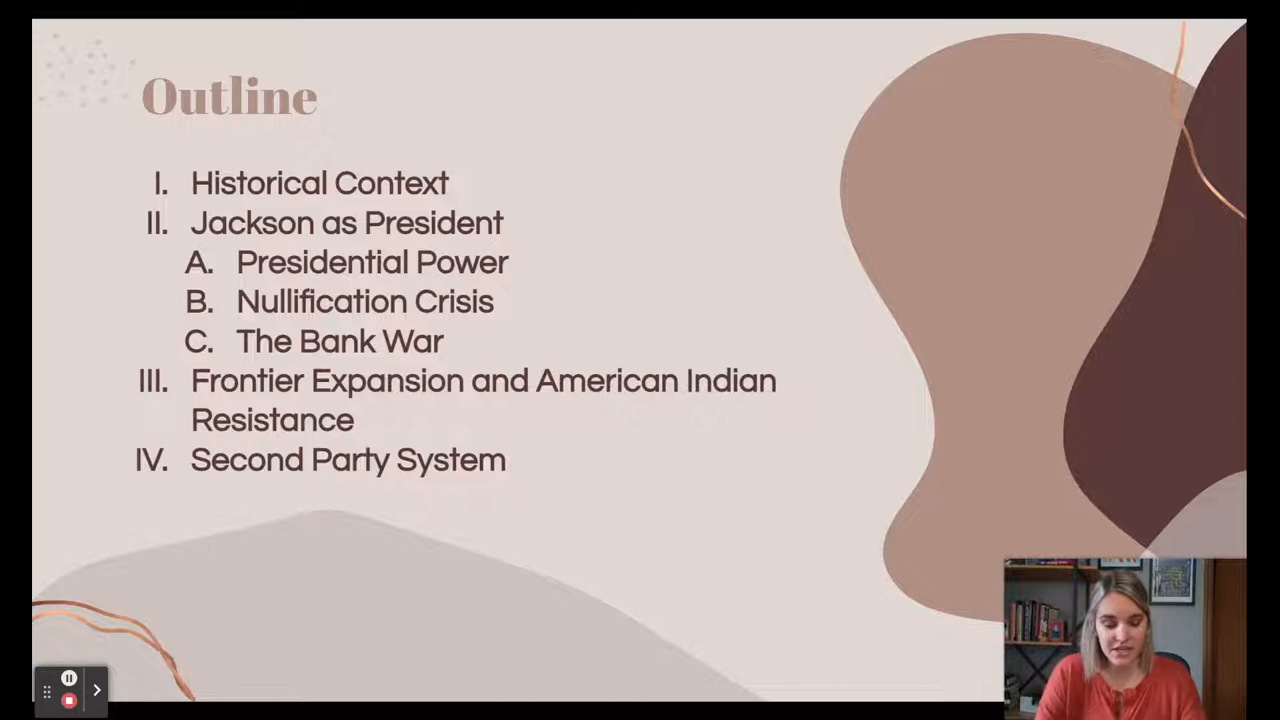 Outline
I. Historical Context
II. Jackson as President
A. Presidential Power
B. Nullification Crisis
C. The Bank War
III. Frontier Expansion and American Indian
Resistance
IV. Second Party System